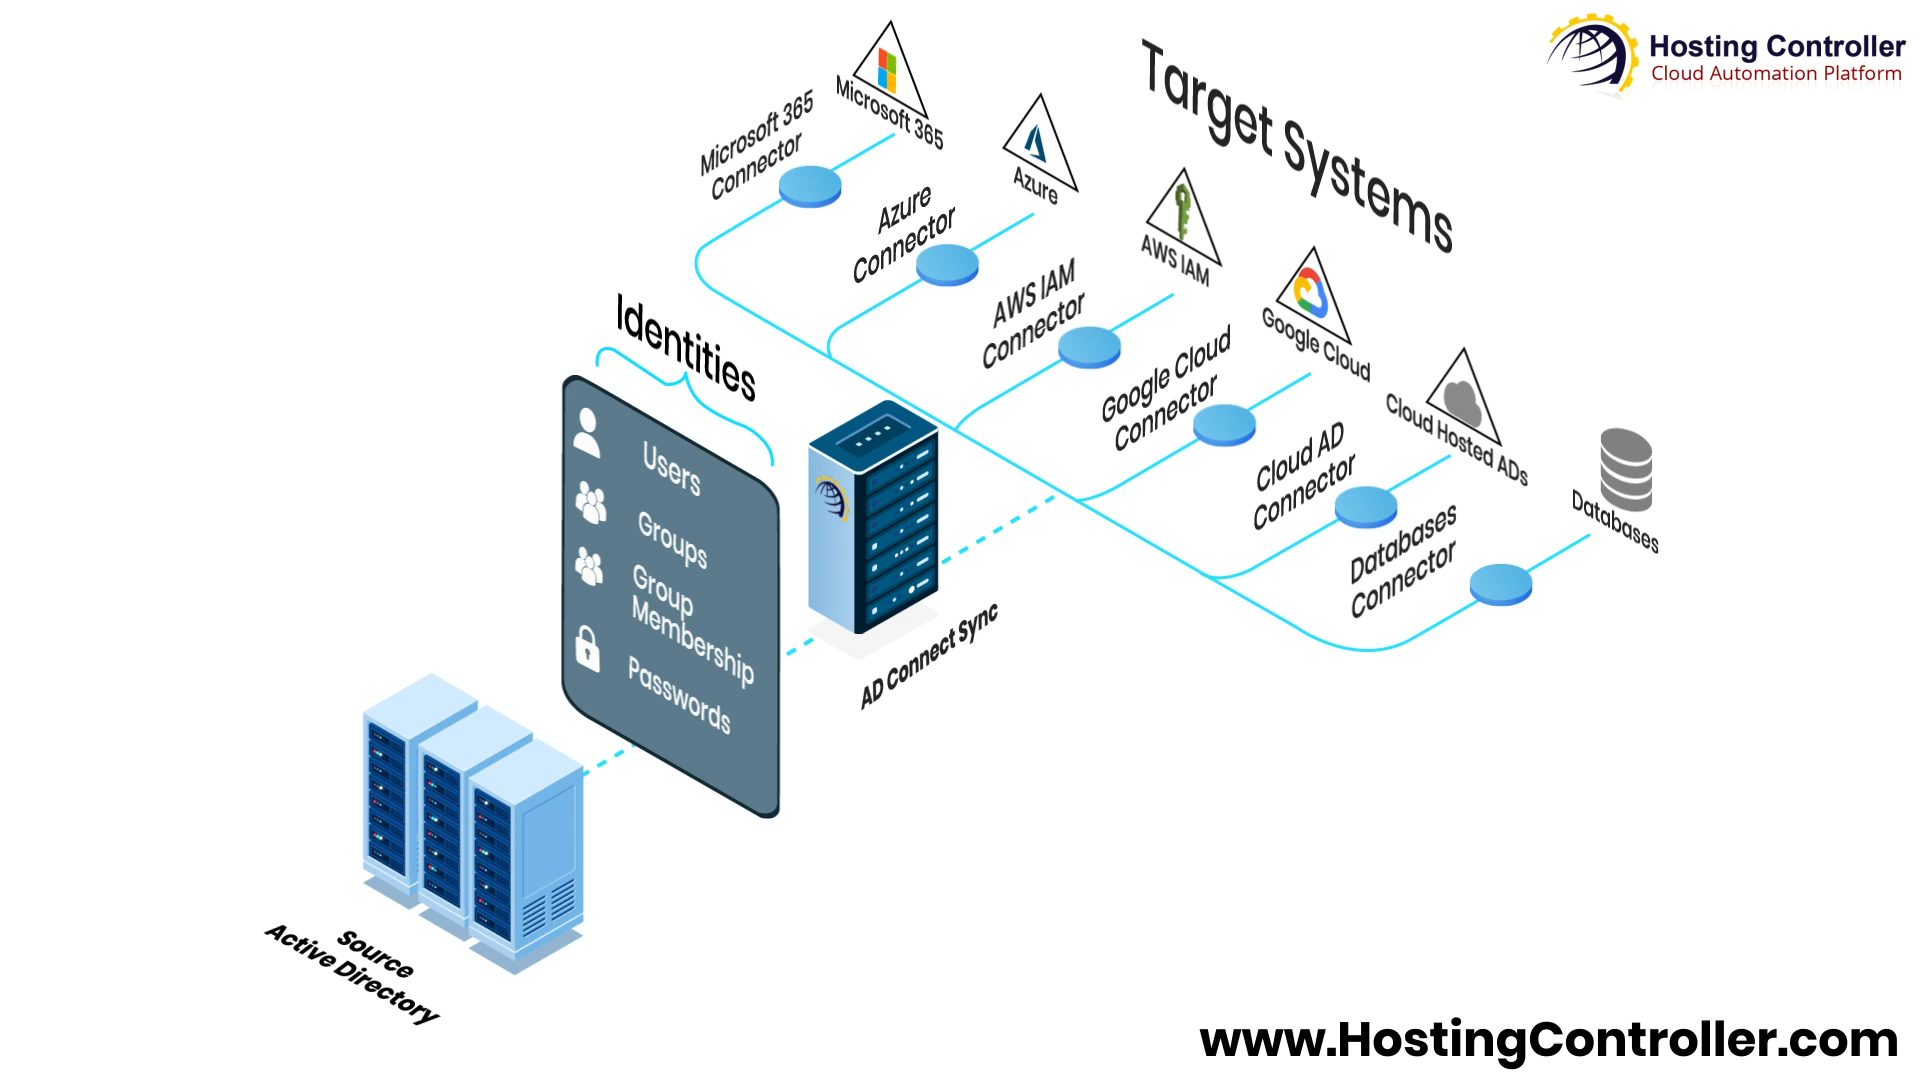 Hosting Controller
Cloud Automation Platform
Target Systems
Microsoft 365
Microsoft 365
Connector
Azure
Azure
Connector
AWS IAM
AWS IAM
Connector
Google Cloud
Google Cloud
Connector
Cloud Hosted ADs
Cloud AD
Connector
Databases
Databases
Connector
Identities
Users
Groups
Group
Membership
Passwords
AD Connect Sync
Source
Active Directory
www.HostingController.com